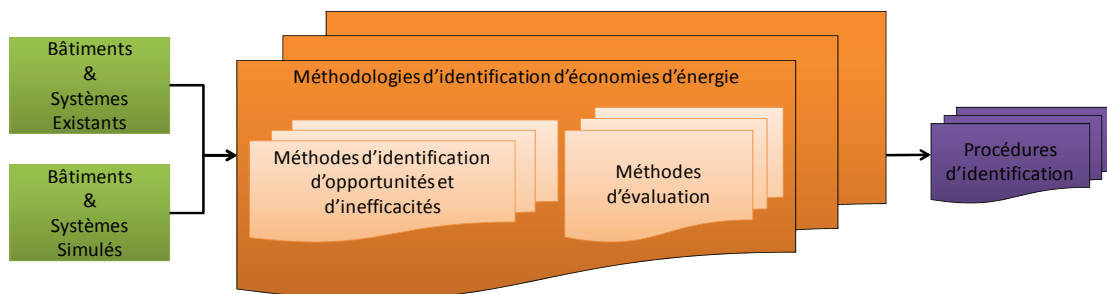 Bâtiments
&
Systèmes
Existants
Bâtiments
&
Systèmes
Simulés
Méthodologies d'identification d'économies d'énergie
Méthodes d'identification
d'opportunités et
d'inefficacités
Méthodes
d'évaluation
Procédures
d'identification